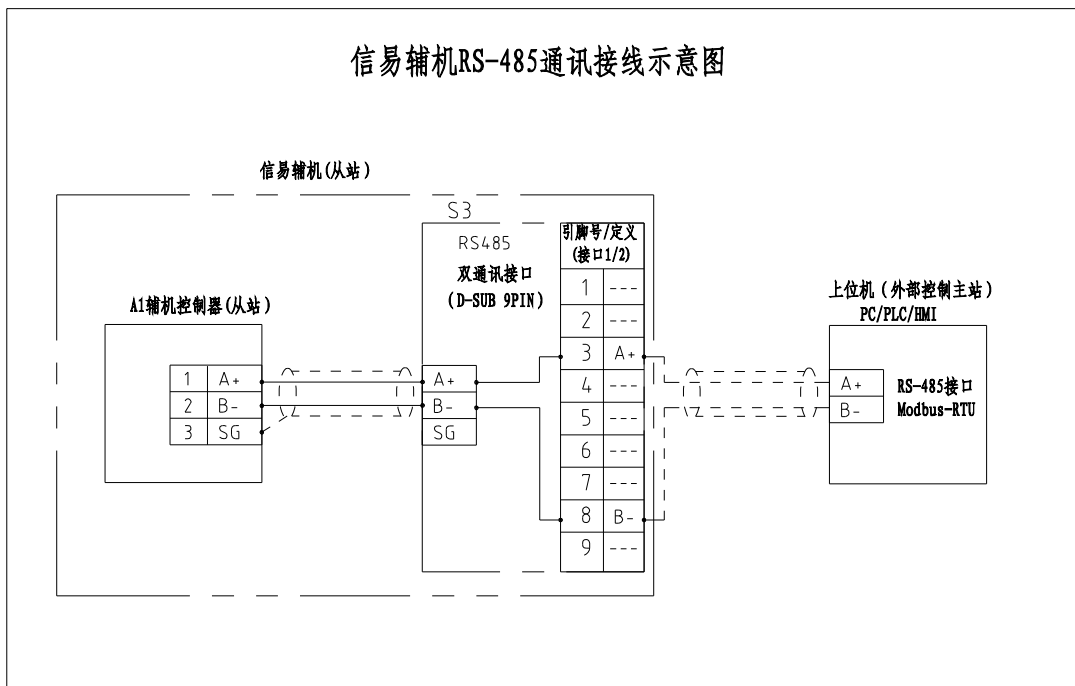 信易辅机RS-485通讯接线示意图
信易辅机(从站)
S3
RS485
双通讯接口
(D-SUB 9PIN)
引脚号/定义
(接口1/2)
1 ---
2 ---
3 A+
4 ---
5 ---
6 ---
7 ---
8 B-
9 ---
A1辅机控制器(从站)
1 A+
2 B-
3 SG
A+
B-
SG
上位机(外部控制主站)
PC/PLC/HMI
A+
B-
RS-485接口
Modbus-RTU